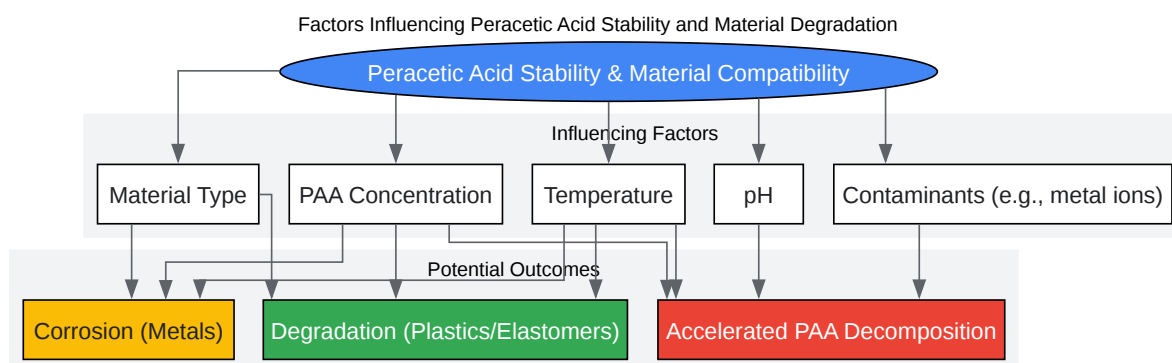 Factors Influencing Peracetic Acid Stability and Material Degradation
Peracetic Acid Stability & Material Compatibility
Influencing Factors
Material Type
PAA Concentration
Temperature
pH
Contaminants (e.g., metal ions)
Potential Outcomes
Corrosion (Metals)
Degradation (Plastics/Elastomers)
Accelerated PAA Decomposition